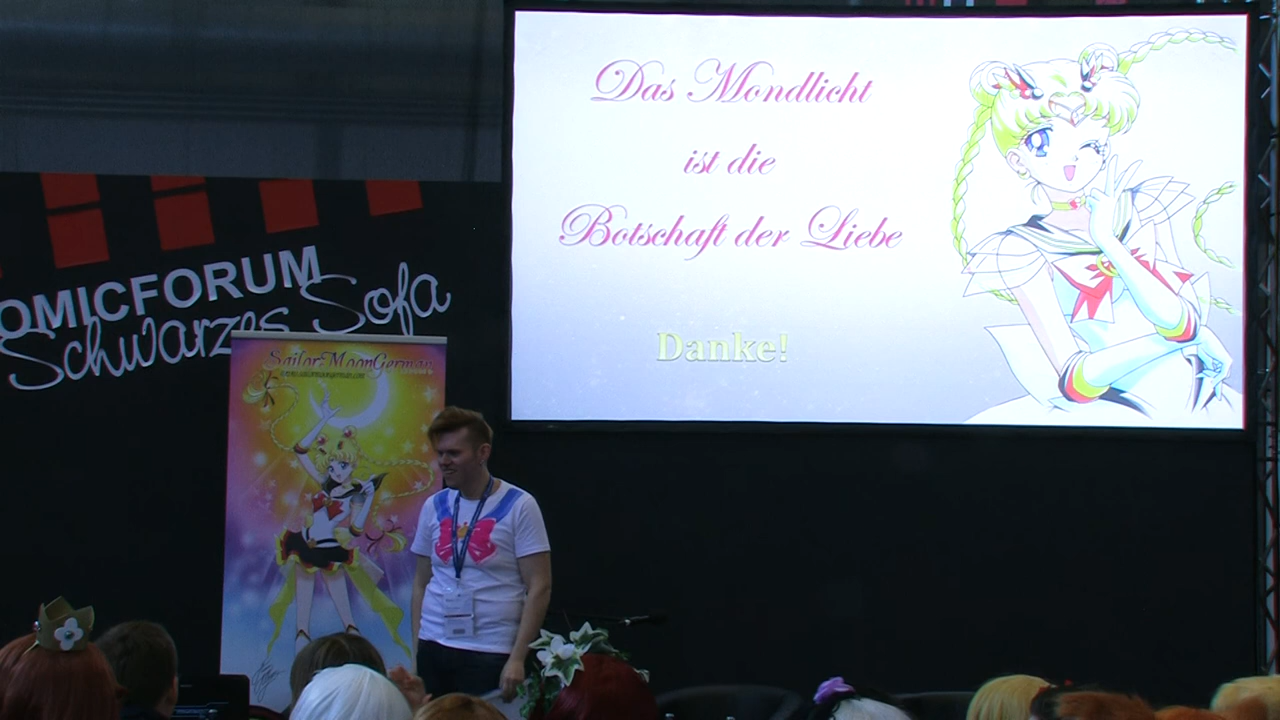 Das Mondlicht
ist die
Botschaft der Liebe
Danke!
OMICFORUM
Schwarzes Sofa
SailorMoonGerman